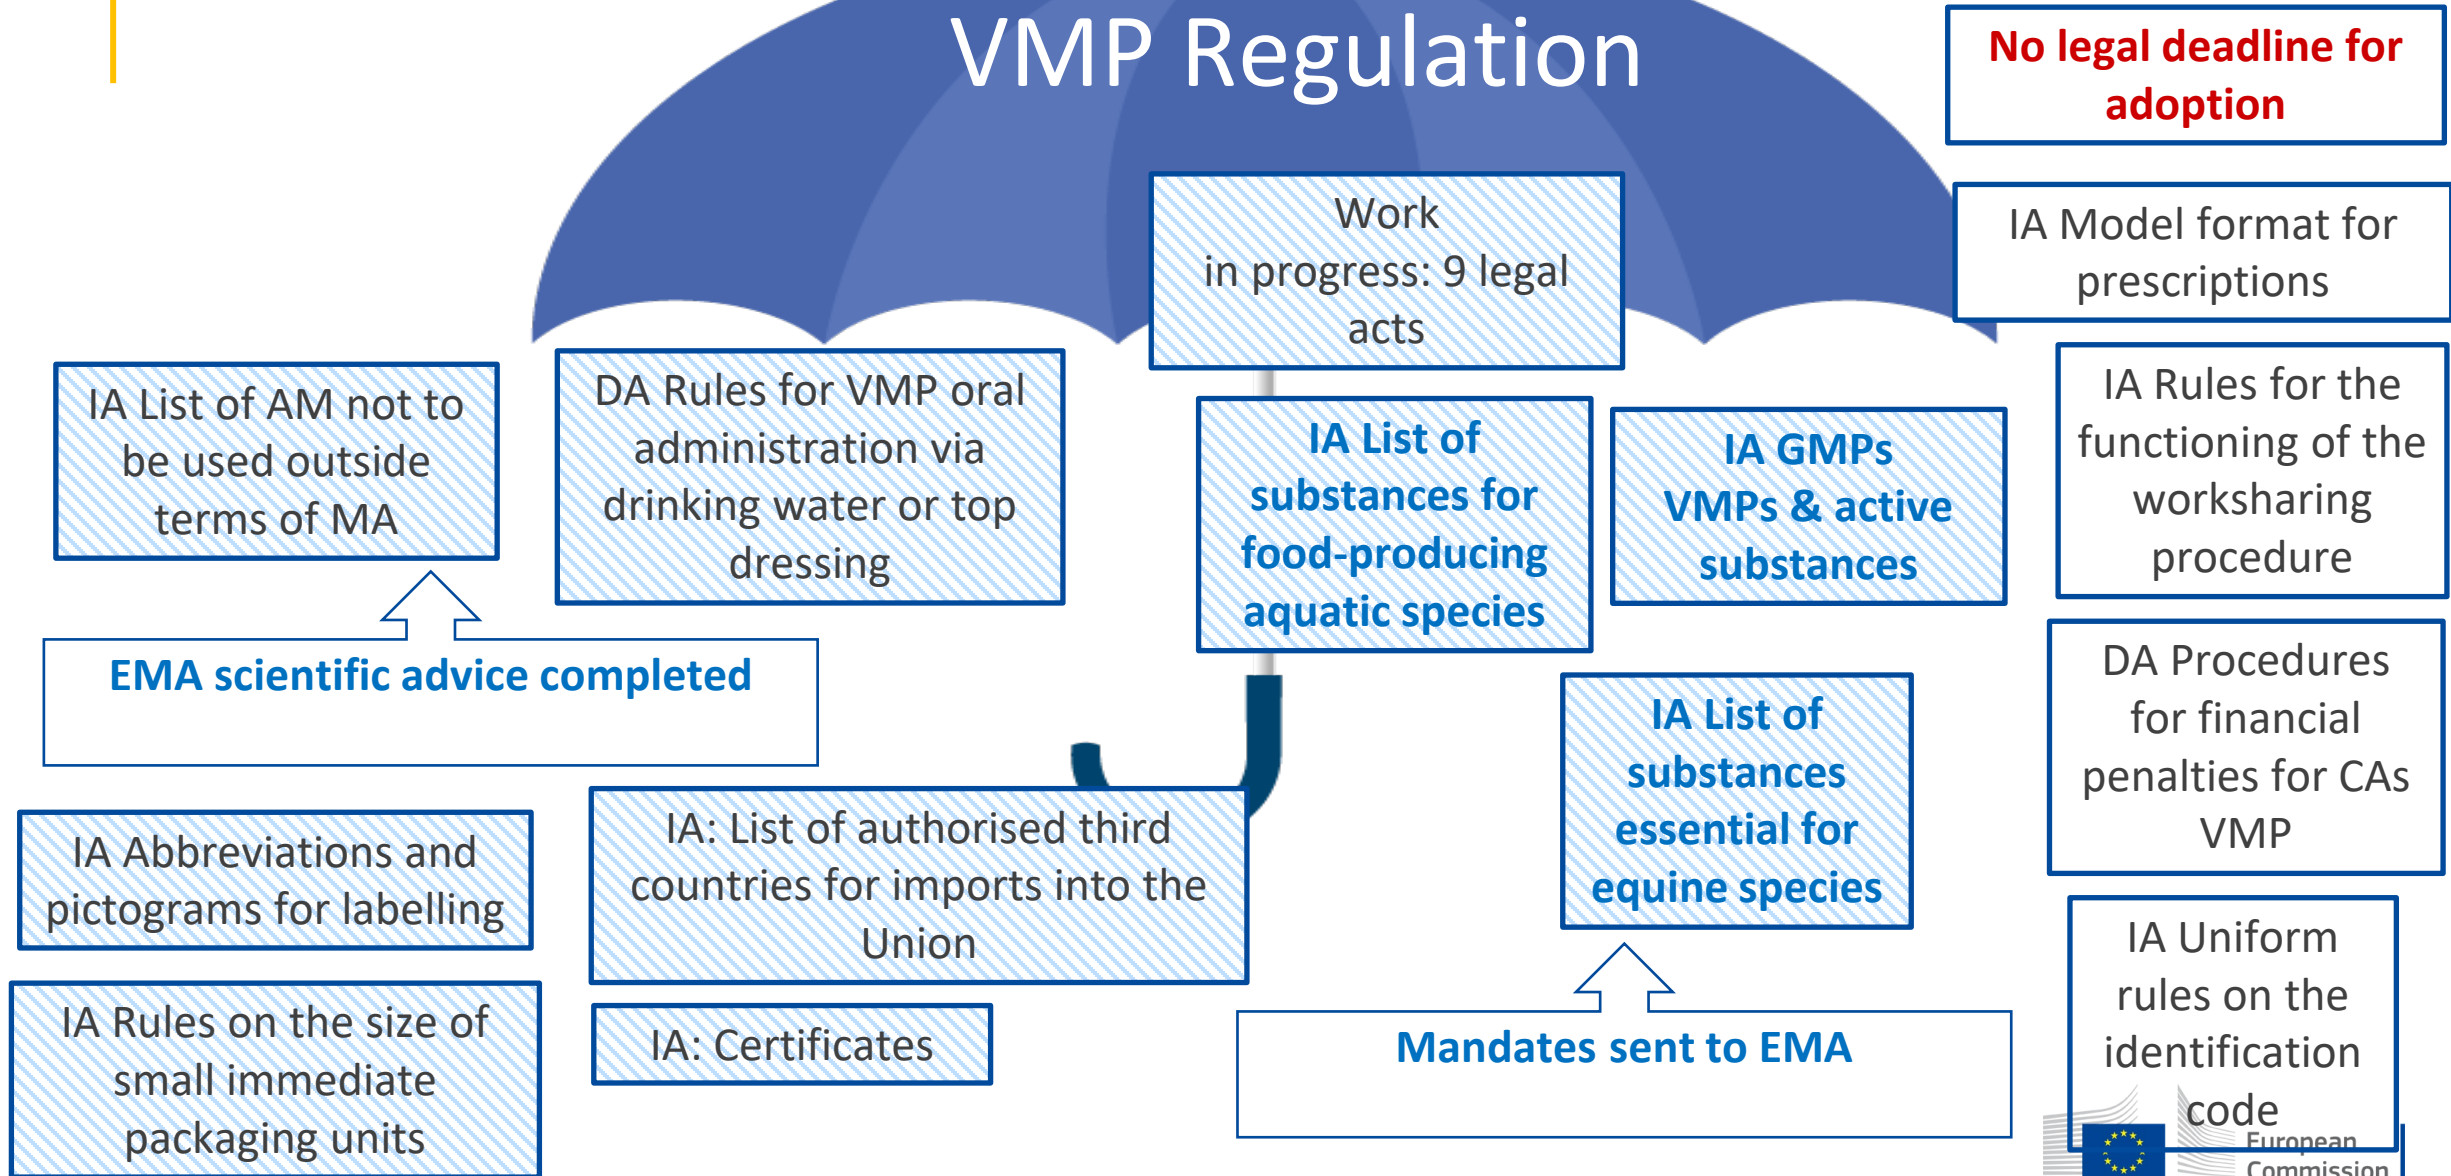 VMP Regulation
No legal deadline for
adoption
Work
in progress: 9 legal
acts
IA Model format for
prescriptions
IA List of AM not to
be used outside
terms of MA
DA Rules for VMP oral
administration via
drinking water or top
dressing
IA List of
substances for
food-producing
aquatic species
IA GMPs
VMPs & active
substances
IA Rules for the
functioning of the
worksharing
procedure
EMA scientific advice completed
IA List of
substances
essential for
equine species
DA Procedures
for financial
penalties for CAs
VMP
IA Abbreviations and
pictograms for labelling
IA: List of authorised third
countries for imports into the
Union
IA Rules on the size of
small immediate
packaging units
IA: Certificates
Mandates sent to EMA
IA Uniform
rules on the
identification
code
European
Commission